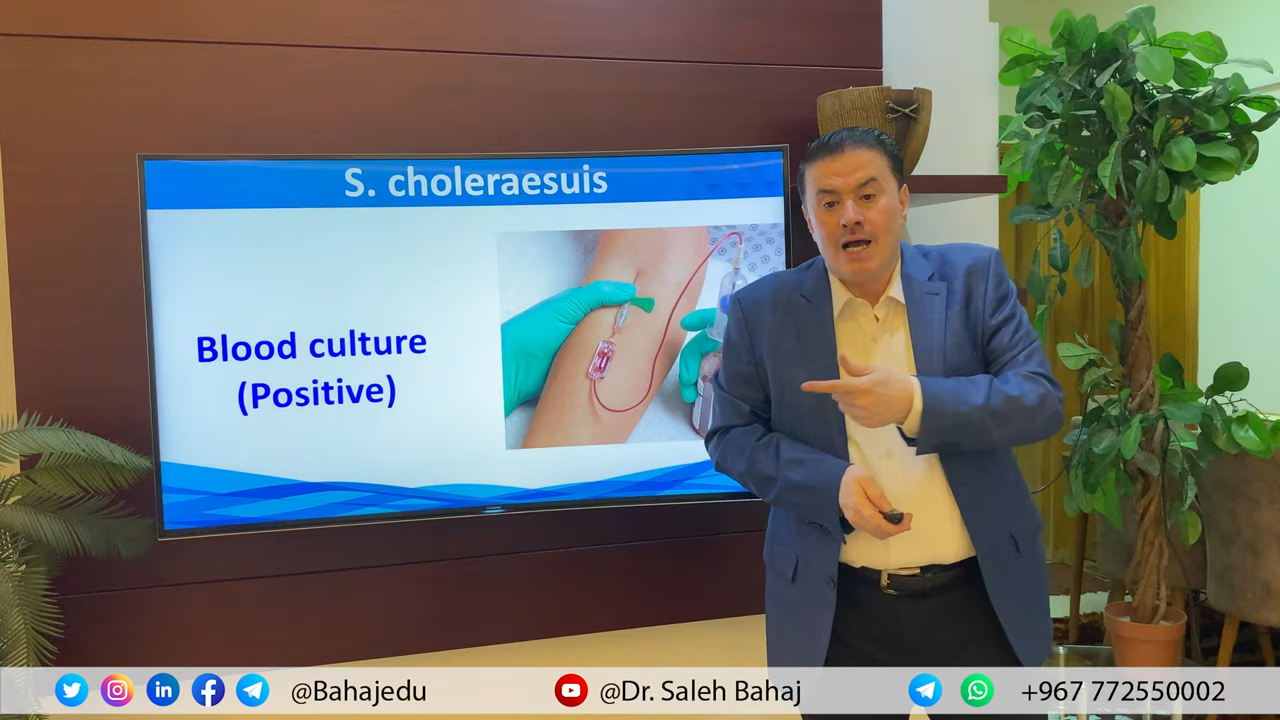 S. choleraesuis
Blood culture
(Positive)
@Bahajedu
@Dr. Saleh Bahaj
+967 772550002